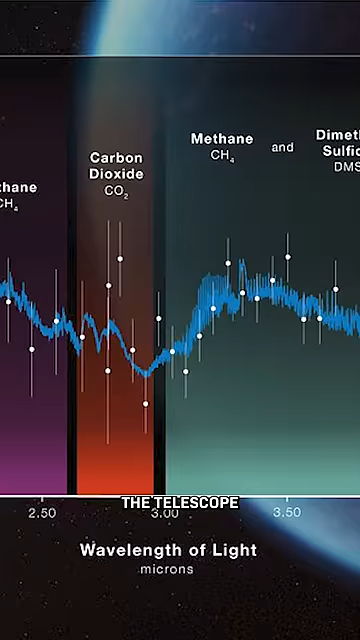 Methane and Dimet
CH₄ Sulfi
DMS
Carbon
Dioxide
CO₂
thane
CH₄
THE TELESCOPE
2.50 3.00 3.50
Wavelength of Light
microns